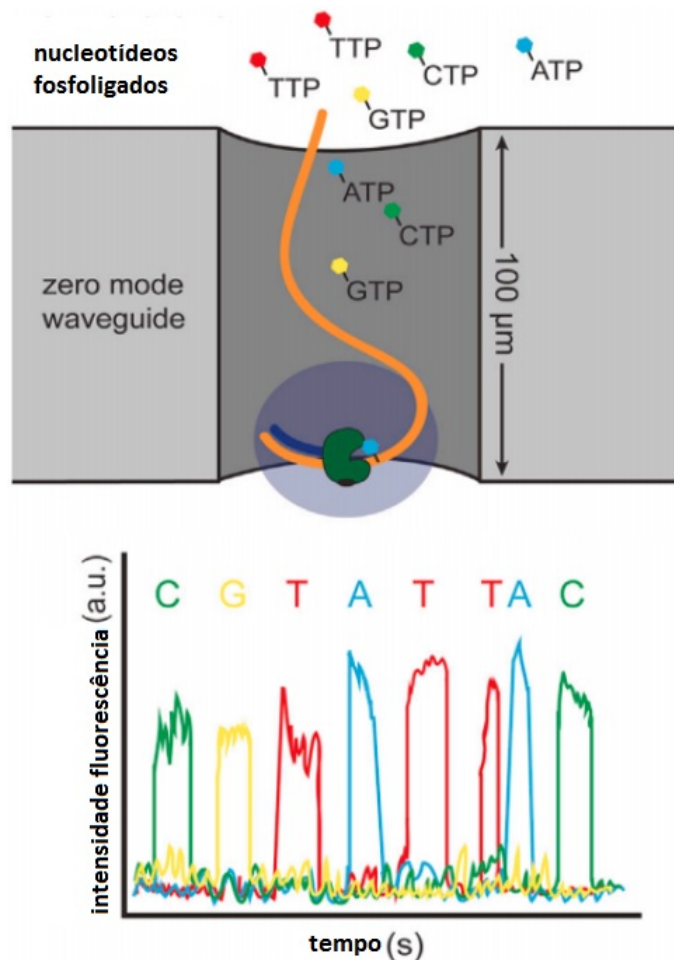 nucleotídeos
fosfoligados
TTP
TTP
CTP
ATP
GTP
ATP
CTP
GTP
zero mode
waveguide
100 µm
C G T A T T A C
intensidade fluorescência (a.u.)
tempo (s)